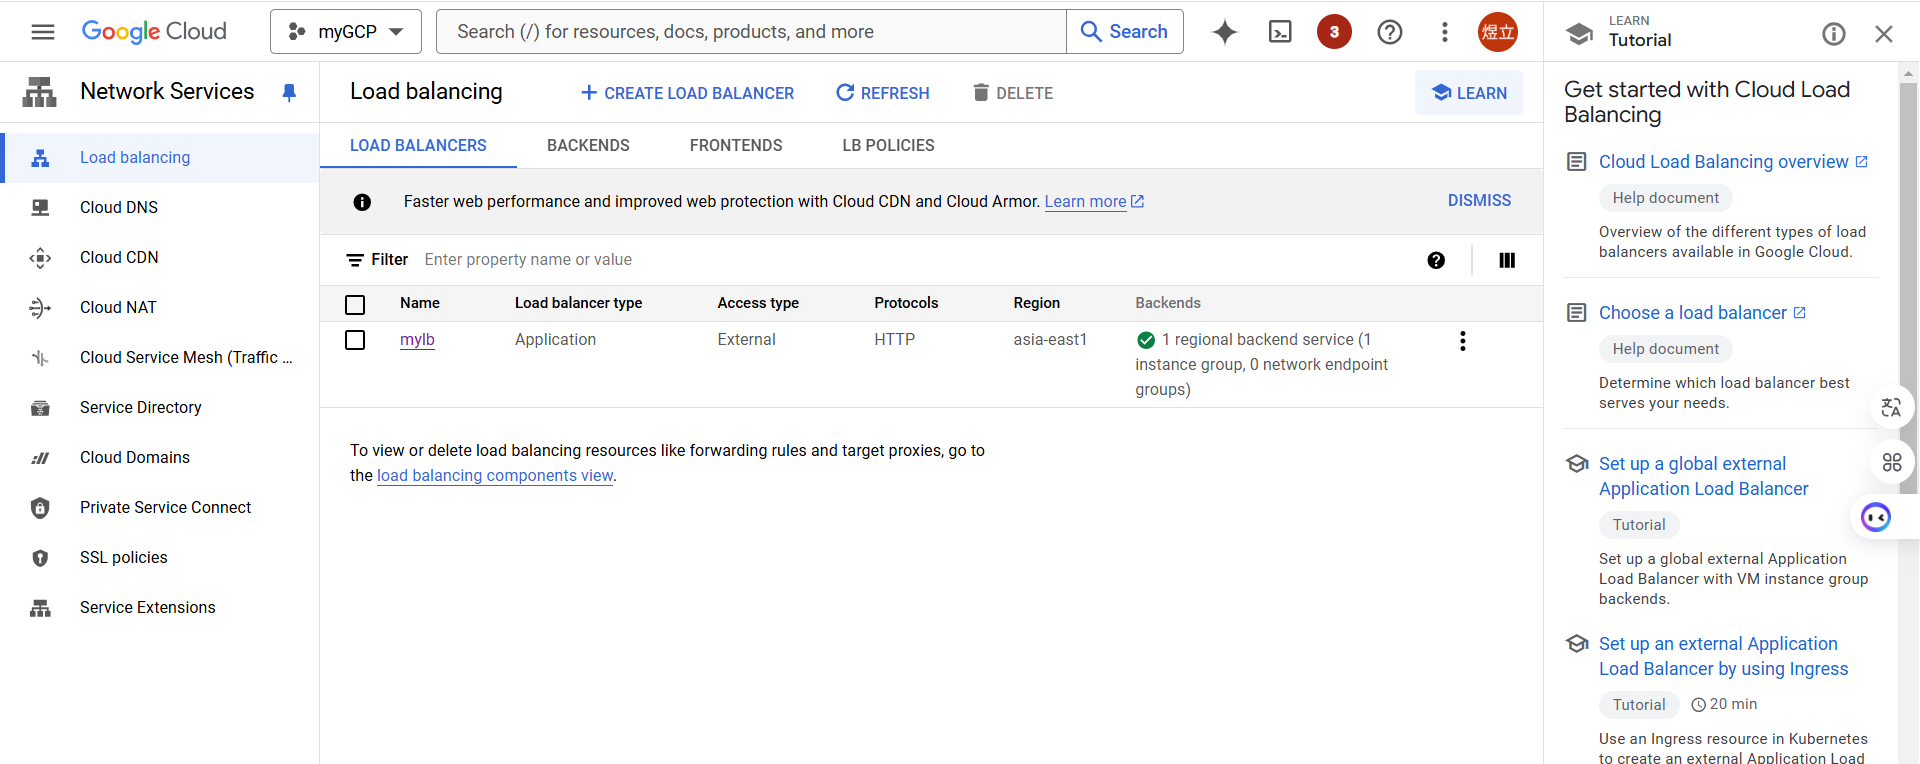 Google Cloud
myGCP
Search (/) for resources, docs, products, and more
Search
3
煜立
Network Services
Load balancing
Cloud DNS
Cloud CDN
Cloud NAT
Cloud Service Mesh (Traffic ...
Service Directory
Cloud Domains
Private Service Connect
SSL policies
Service Extensions
Load balancing
CREATE LOAD BALANCER
REFRESH
DELETE
LEARN
LOAD BALANCERS
BACKENDS
FRONTENDS
LB POLICIES
Faster web performance and improved web protection with Cloud CDN and Cloud Armor. Learn more
DISMISS
Filter Enter property name or value
Name Load balancer type Access type Protocols Region Backends
mylb Application External HTTP asia-east1 1 regional backend service (1
instance group, 0 network endpoint
groups)
To view or delete load balancing resources like forwarding rules and target proxies, go to
the load balancing components view.
LEARN
Tutorial
Get started with Cloud Load
Balancing
Cloud Load Balancing overview
Help document
Overview of the different types of load
balancers available in Google Cloud.
Choose a load balancer
Help document
Determine which load balancer best
serves your needs.
Set up a global external
Application Load Balancer
Tutorial
Set up a global external Application
Load Balancer with VM instance group
backends.
Set up an external Application
Load Balancer by using Ingress
Tutorial 20 min
Use an Ingress resource in Kubernetes
to create an external Application Load